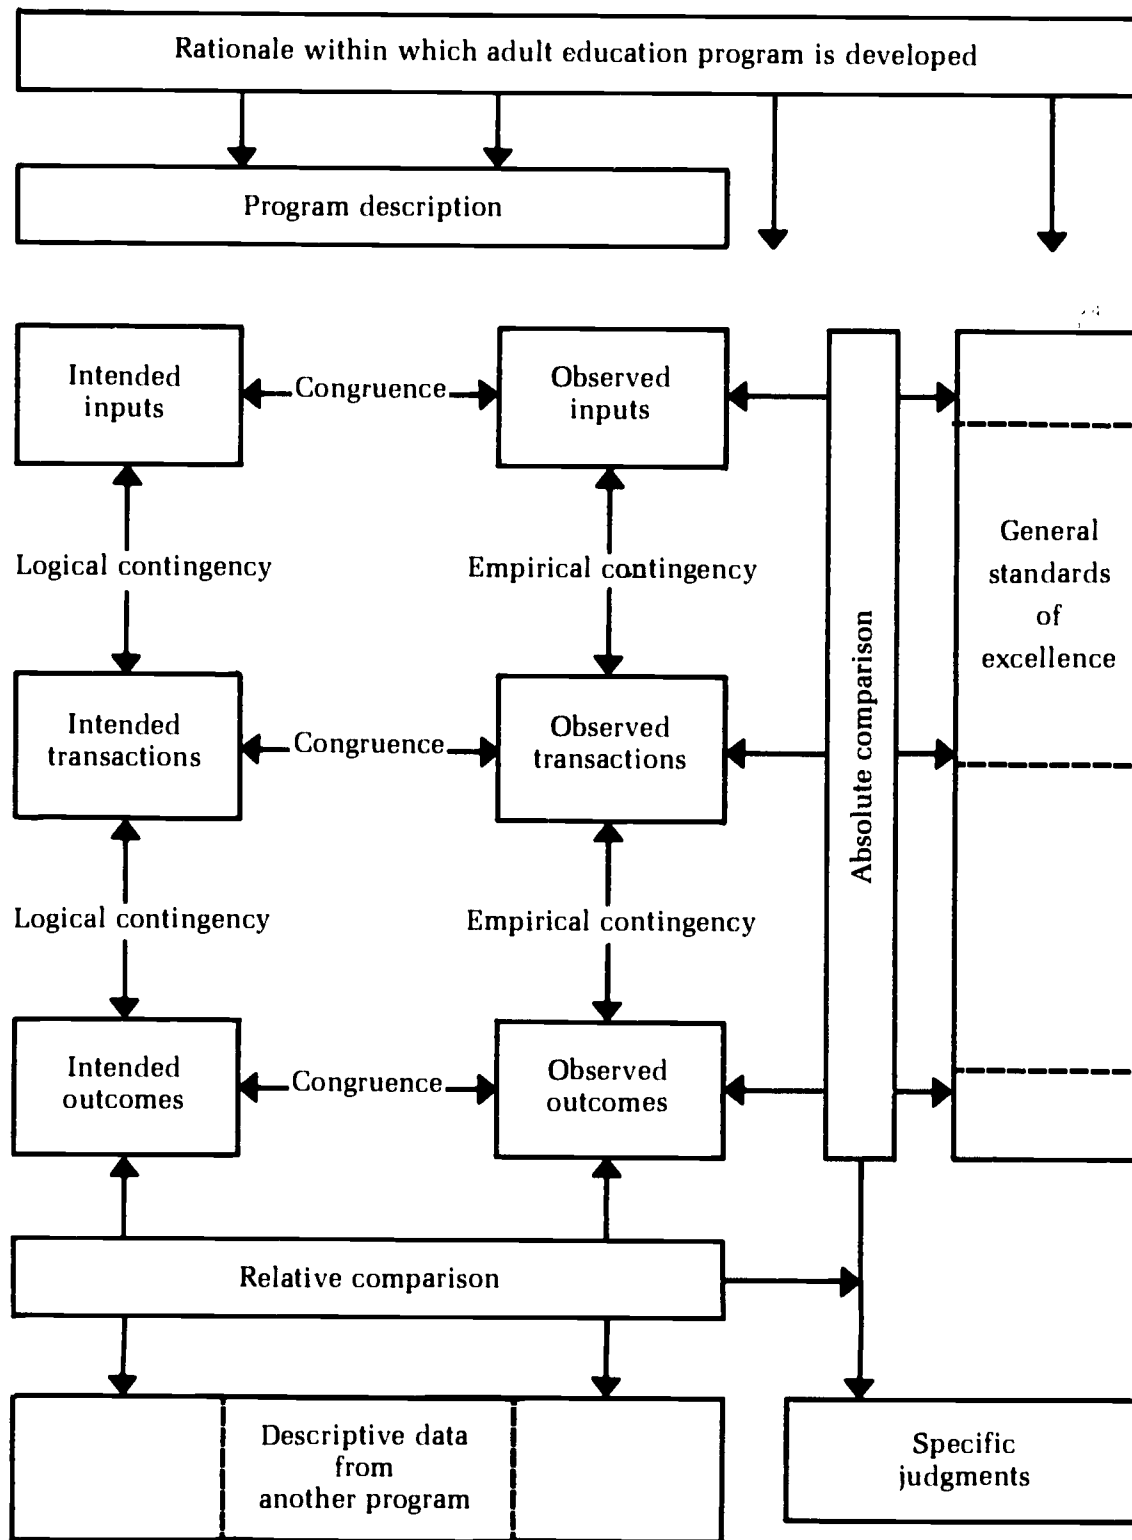 Rationale within which adult education program is developed
Program description
Intended
inputs
Congruence
Observed
inputs
Logical contingency
Empirical contingency
General
standards
of
excellence
Absolute comparison
Intended
transactions
Congruence
Observed
transactions
Logical contingency
Empirical contingency
Intended
outcomes
Congruence
Observed
outcomes
Relative comparison
Descriptive data
from
another program
Specific
judgments